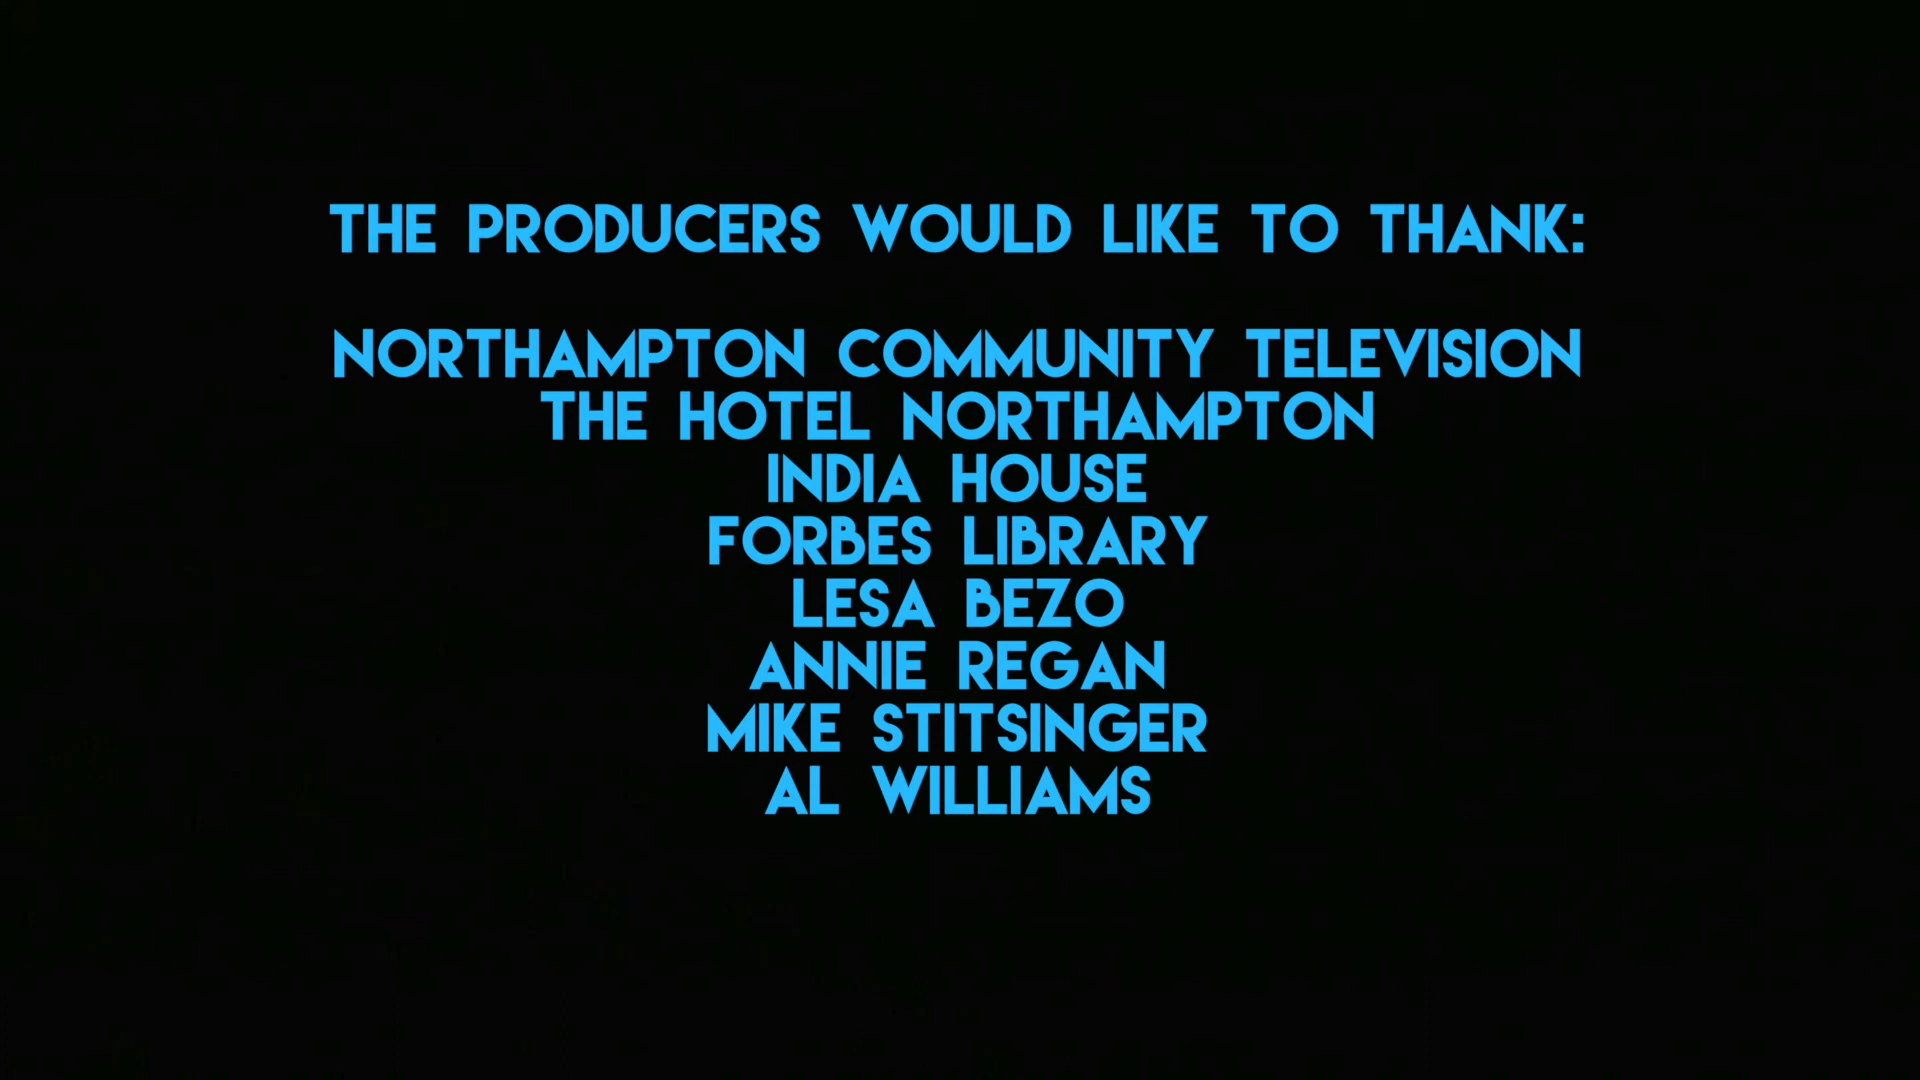 THE PRODUCERS WOULD LIKE TO THANK:
NORTHAMPTON COMMUNITY TELEVISION
THE HOTEL NORTHAMPTON
INDIA HOUSE
FORBES LIBRARY
LESA BEZO
ANNIE REGAN
MIKE STITSINGER
AL WILLIAMS